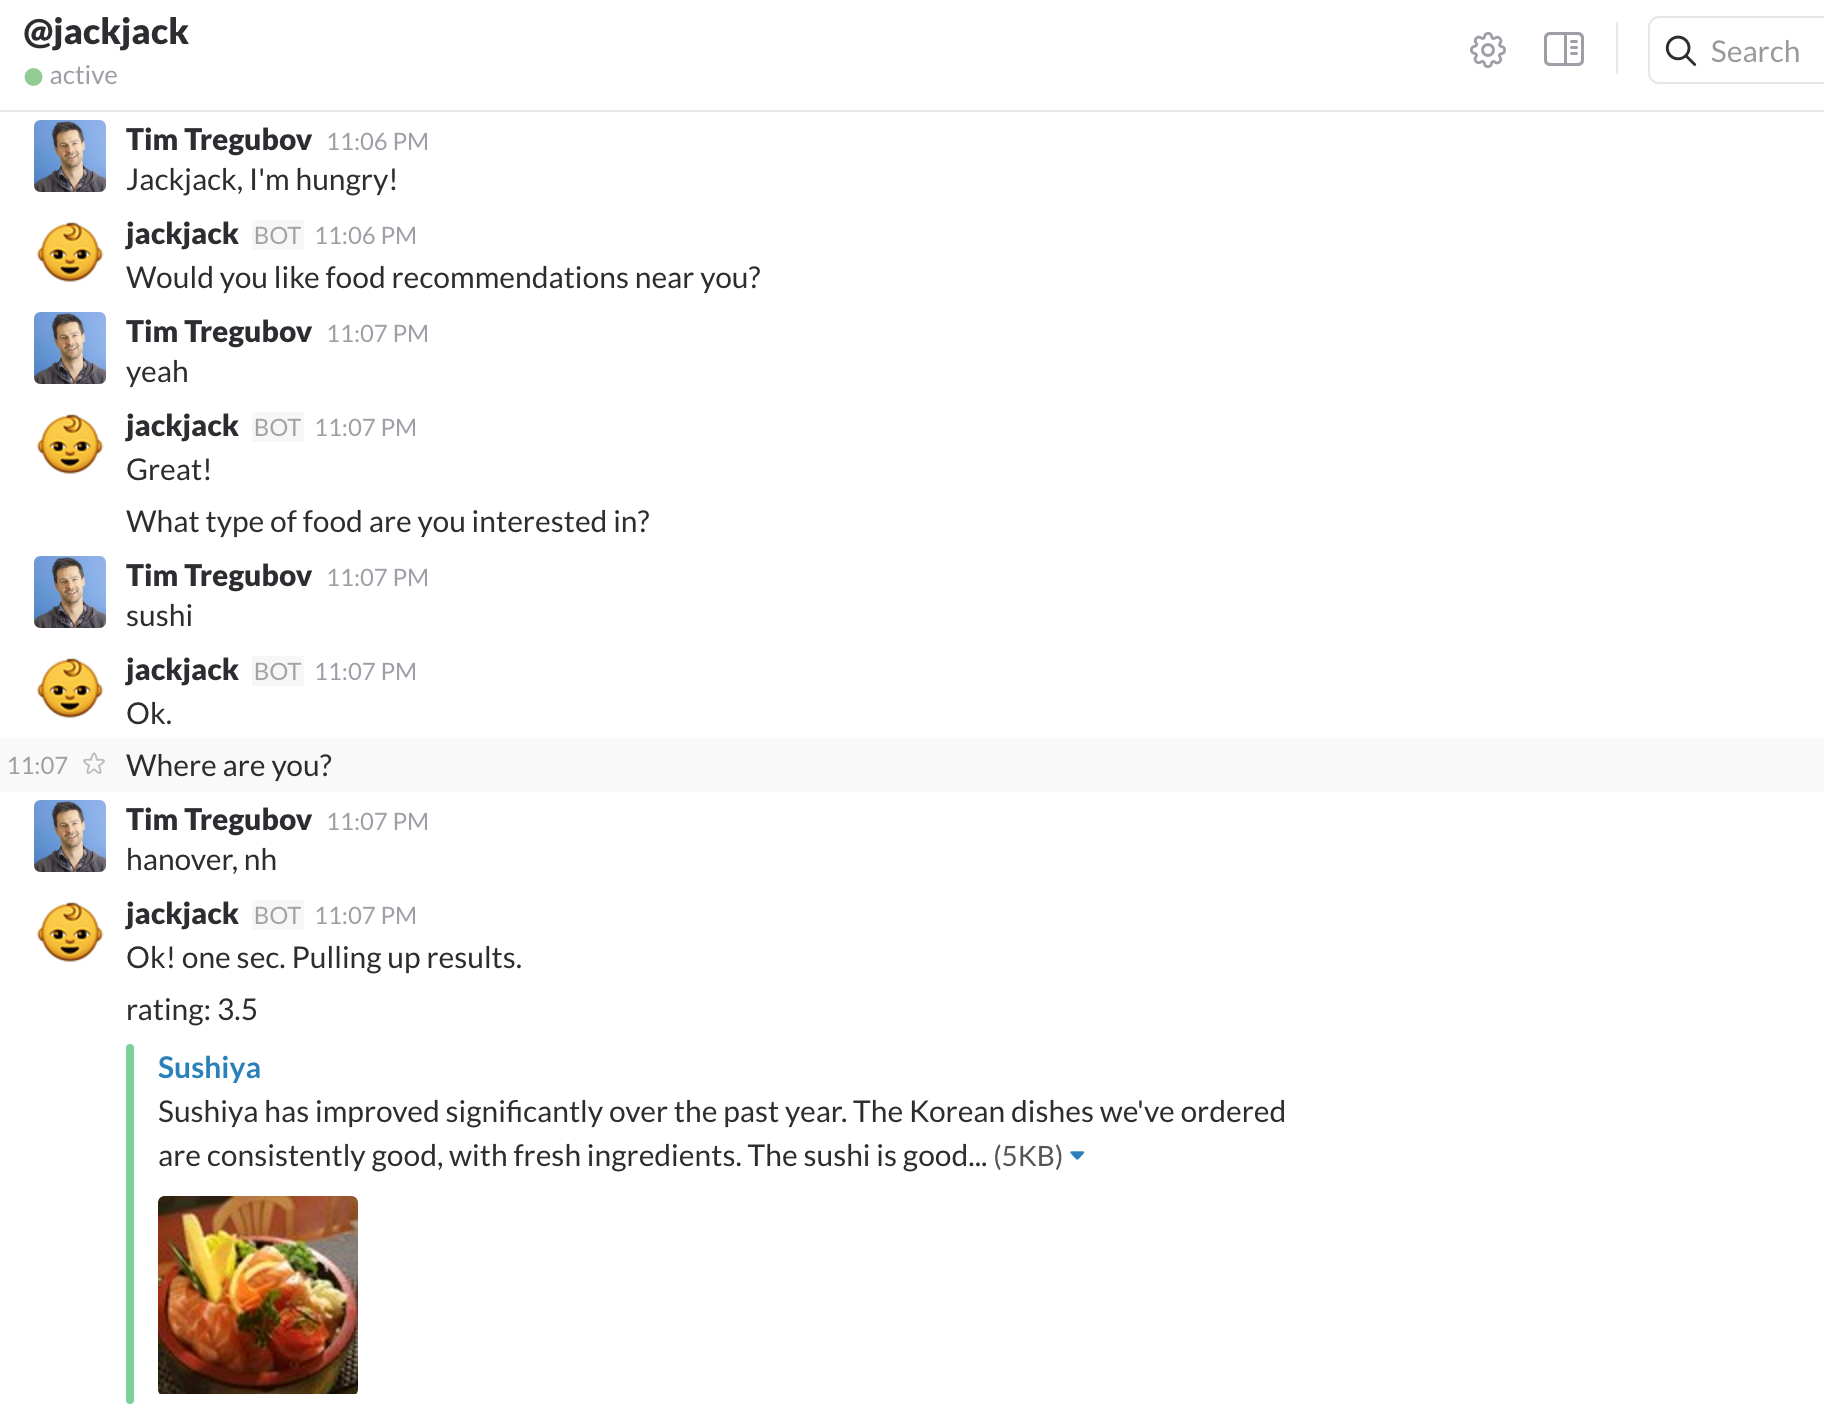 @jackjack
active
Search
Tim Tregubov 11:06 PM
Jackjack, I'm hungry!
jackjack BOT 11:06 PM
Would you like food recommendations near you?
Tim Tregubov 11:07 PM
yeah
jackjack BOT 11:07 PM
Great!
What type of food are you interested in?
Tim Tregubov 11:07 PM
sushi
jackjack BOT 11:07 PM
Ok.
11:07 Where are you?
Tim Tregubov 11:07 PM
hanover, nh
jackjack BOT 11:07 PM
Ok! one sec. Pulling up results.
rating: 3.5
Sushiya
Sushiya has improved significantly over the past year. The Korean dishes we've ordered
are consistently good, with fresh ingredients. The sushi is good... (5KB)